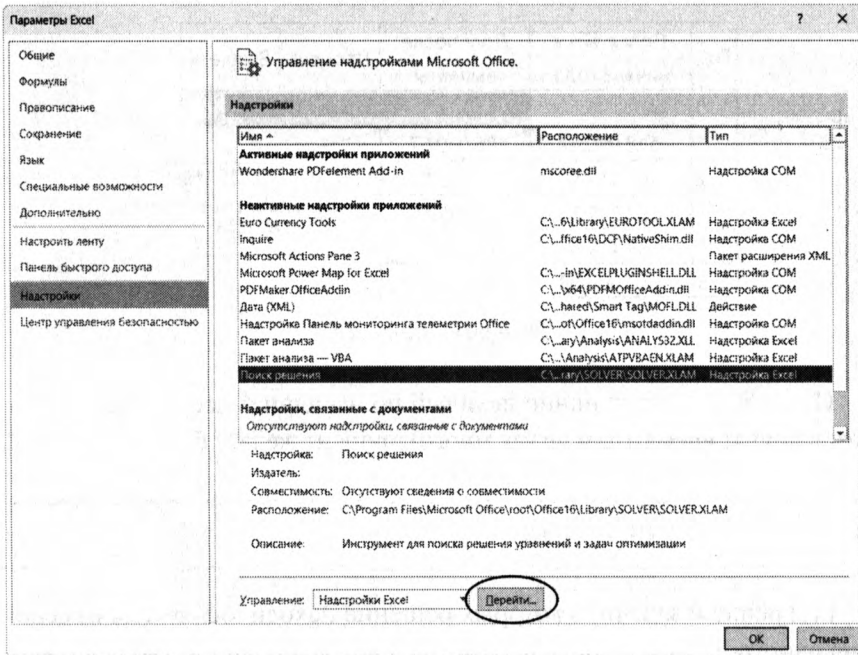 Параметры Excel ? ×
Общие
Формулы
Правописание
Сохранение
Язык
Специальные возможности
Дополнительно
Настроить ленту
Панель быстрого доступа
Надстройки
Центр управления безопасностью
Управление надстройками Microsoft Office.
Надстройки
Имя Расположение Тип
Активные надстройки приложений
Wondershare PDFelement Add-in mscoree.dll Надстройка COM
Неактивные надстройки приложений
Euro Currency Tools C:\...6\Library\EUROTOOL.XLAM Надстройка Excel
Inquire C:\...ffice16\DCF\NativeShim.dll Надстройка COM
Microsoft Actions Pane 3 Пакет расширения XML
Microsoft Power Map for Excel C:\...-in\EXCELPLUGINSHELL.DLL Надстройка COM
PDFMaker OfficeAddin C:\...\x64\PDFMOfficeAddin.dll Надстройка COM
Дата (XML) C:\...hared\Smart Tag\MOFL.DLL Действие
Надстройка Панель мониторинга телеметрии Office C:\...ot\Office16\msotdaddin.dll Надстройка COM
Пакет анализа C:\...ary\Analysis\ANALYS32.XLL Надстройка Excel
Пакет анализа — VBA C:\...\Analysis\ATPVBAEN.XLAM Надстройка Excel
Поиск решения C:\...rary\SOLVER\SOLVER.XLAM Надстройка Excel
Надстройки, связанные с документами
Отсутствуют надстройки, связанные с документами
Надстройка: Поиск решения
Издатель:
Совместимость: Отсутствуют сведения о совместимости
Расположение: C:\Program Files\Microsoft Office\root\Office16\Library\SOLVER\SOLVER.XLAM
Описание: Инструмент для поиска решения уравнений и задач оптимизации
Управление: Надстройки Excel Перейти...
ОК Отмена